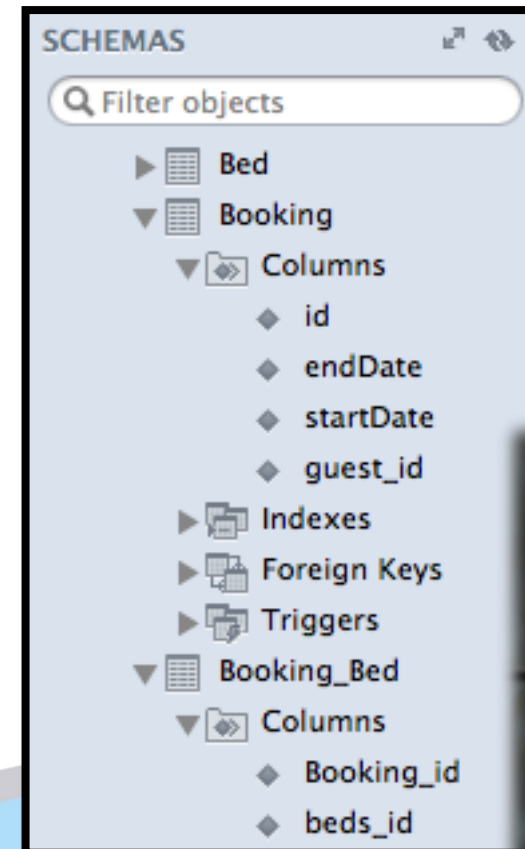 SCHEMAS
Filter objects
Bed
Booking
Columns
id
endDate
startDate
guest_id
Indexes
Foreign Keys
Triggers
Booking_Bed
Columns
Booking_id
beds_id